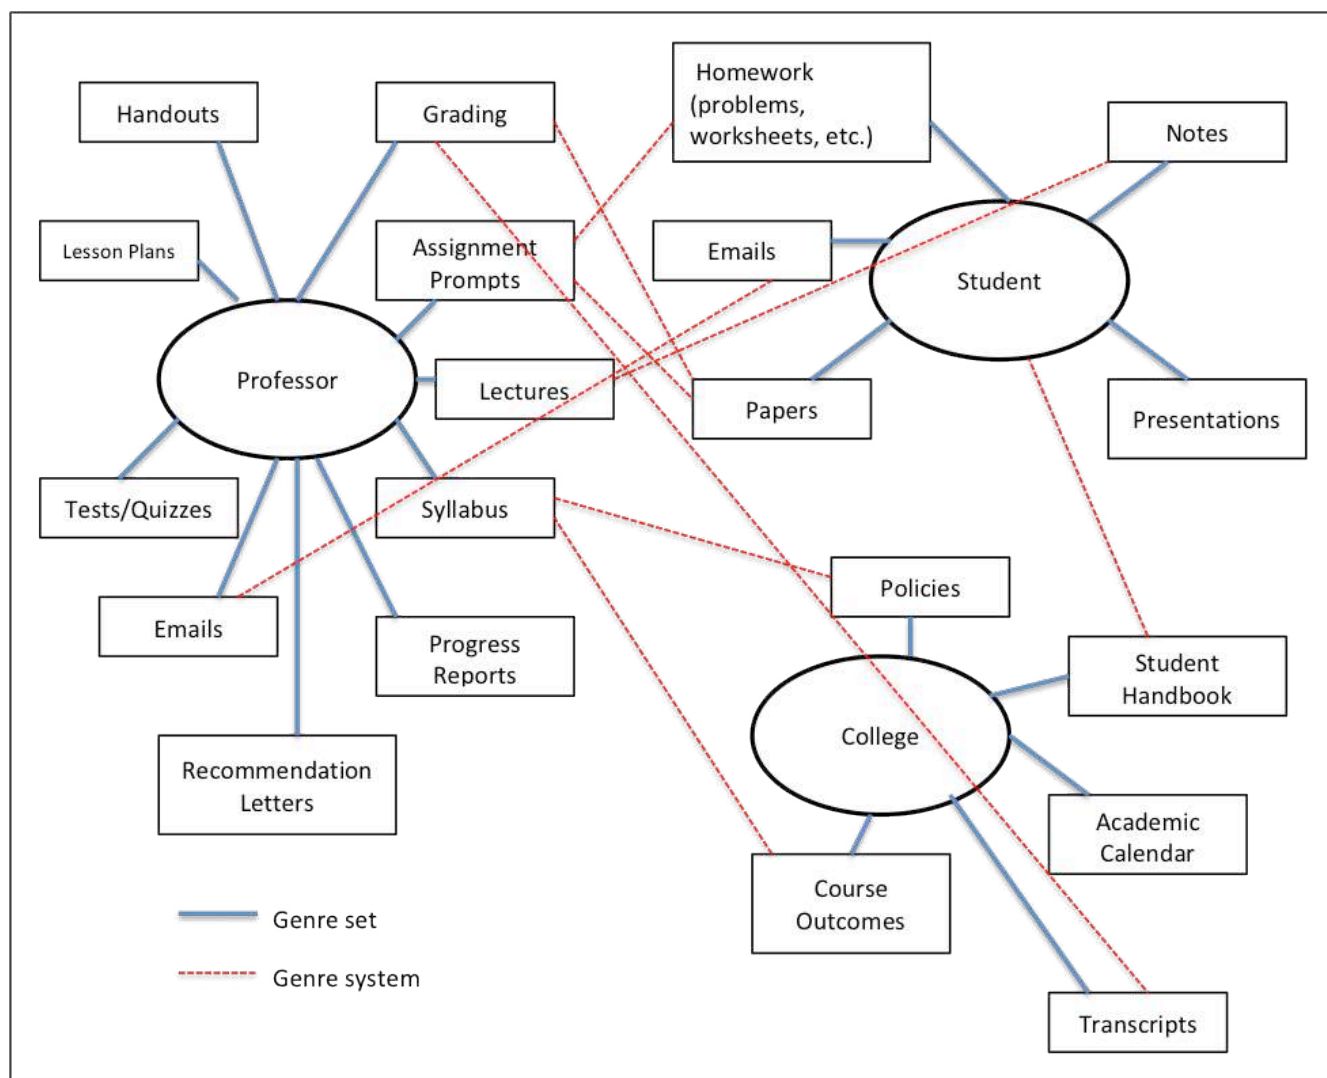 Handouts
Grading
Homework
(problems,
worksheets, etc.)
Notes
Lesson Plans
Assignment
Prompts
Emails
Student
Professor
Lectures
Papers
Presentations
Tests/Quizzes
Syllabus
Policies
Emails
Progress
Reports
Student
Handbook
College
Recommendation
Letters
Academic
Calendar
Course
Outcomes
Genre set
Genre system
Transcripts